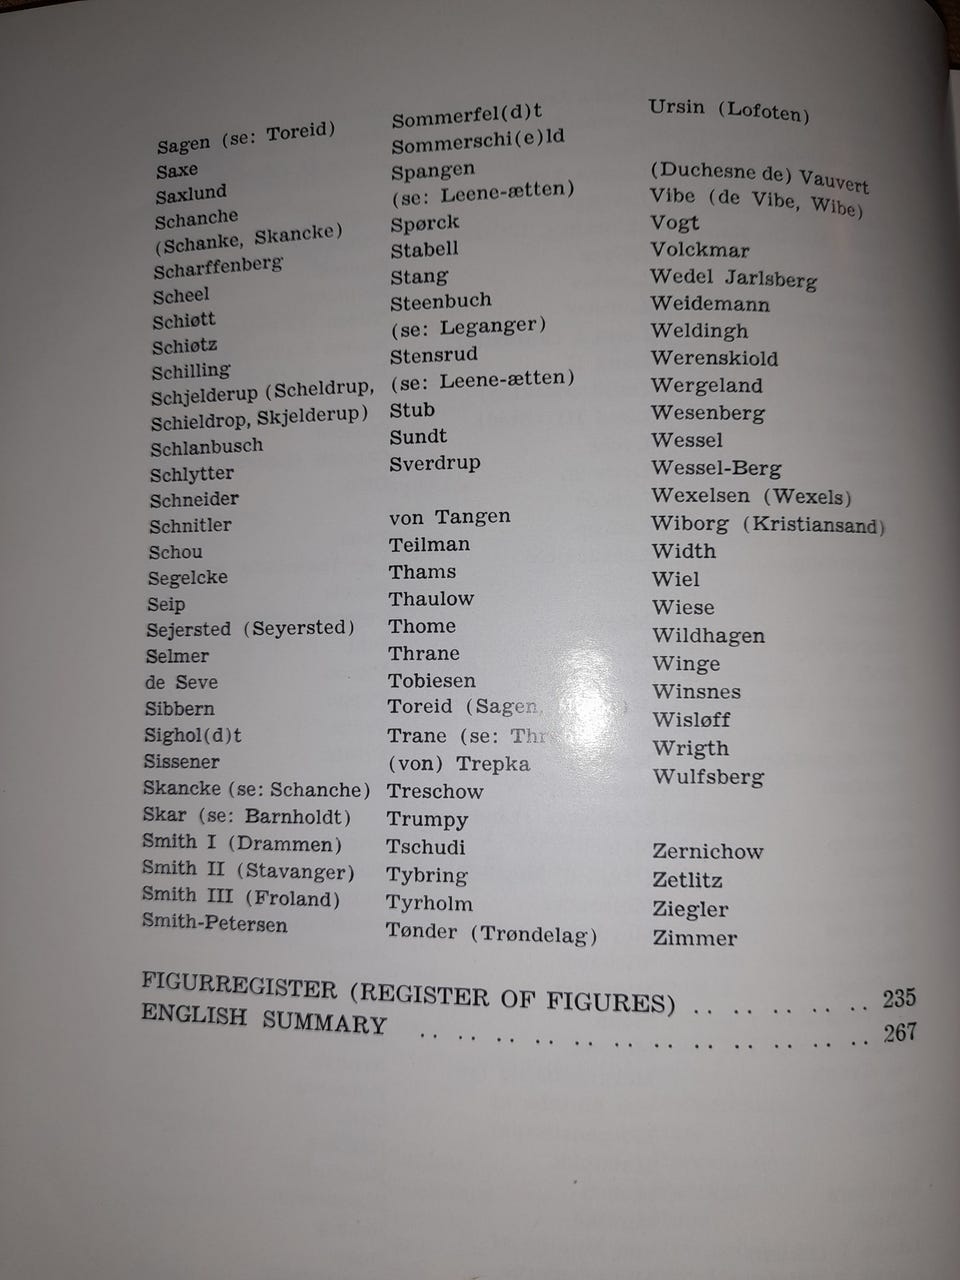 Sagen (se: Toreid)
Saxe
Saxlund
Schanche
(Schanke, Skancke)
Scharffenberg
Scheel
Schiøtt
Schiøtz
Schilling
Schjelderup (Scheldrup,
Schieldrop, Skjelderup)
Schlanbusch
Schlytter
Schneider
Schnitler
Schou
Segelcke
Seip
Sejersted (Seyersted)
Selmer
de Seve
Sibbern
Sighol(d)t
Sissener
Skancke (se: Schanche)
Skar (se: Barnholdt)
Smith I (Drammen)
Smith II (Stavanger)
Smith III (Froland)
Smith-Petersen
Sommerfel(d)t
Sommerschi(e)ld
Spangen
(se: Leene-ætten)
Spørck
Stabell
Stang
Steenbuch
(se: Leganger)
Stensrud
(se: Leene-ætten)
Stub
Sundt
Sverdrup
von Tangen
Teilman
Thams
Thaulow
Thome
Thrane
Tobiesen
Toreid (Sagen,
Trane (se:
(von) Trepka
Treschow
Trumpy
Tschudi
Tybring
Tyrholm
Tønder (Trøndelag)
Ursin (Lofoten)
(Duchesne de) Vauvert
Vibe (de Vibe, Wibe)
Vogt
Volckmar
Wedel Jarlsberg
Weidemann
Weldingh
Werenskiold
Wergeland
Wesenberg
Wessel
Wessel-Berg
Wexelsen (Wexels)
Wiborg (Kristiansand)
Width
Wiel
Wiese
Wildhagen
Winge
Winsnes
Wisløff
Wrigth
Wulfsberg
Zernichow
Zetlitz
Ziegler
Zimmer
FIGURREGISTER (REGISTER OF FIGURES) .. .. .. .. .. 235
ENGLISH SUMMARY .. .. .. .. .. .. .. .. .. .. .. .. 267